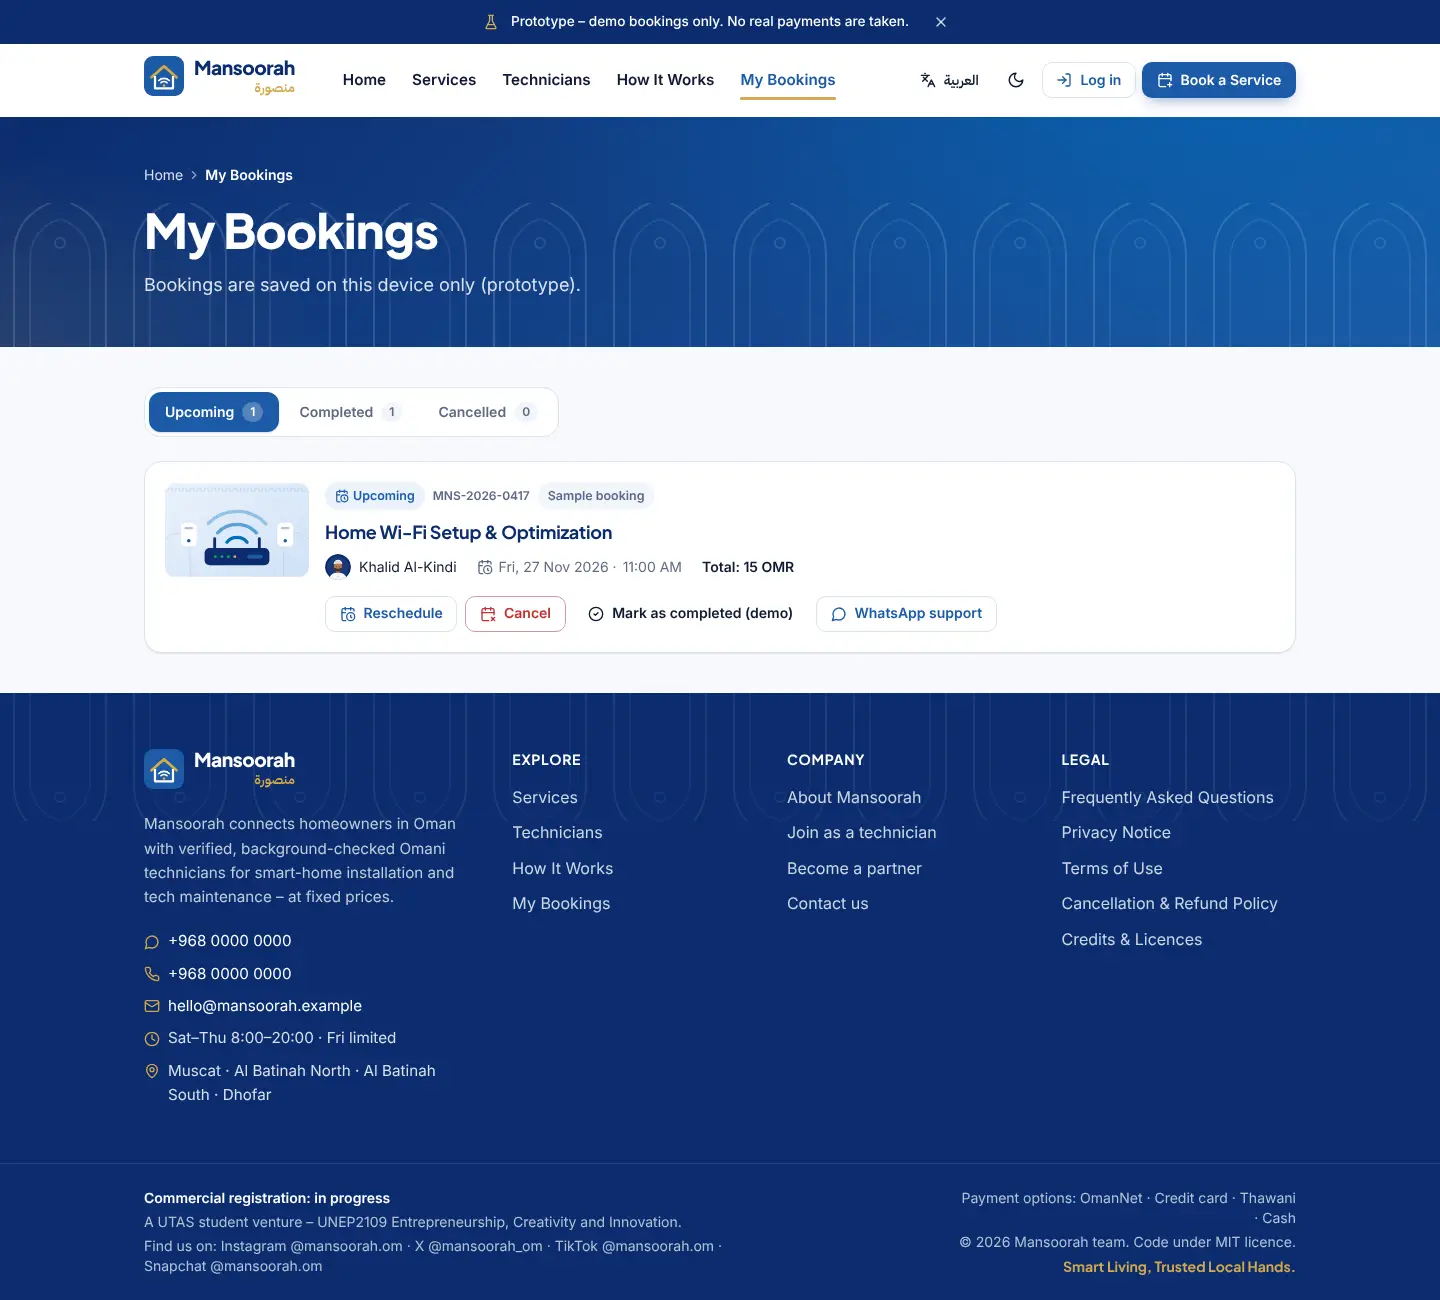 Prototype – demo bookings only. No real payments are taken.
Mansoorah
منصورة
Home
Services
Technicians
How It Works
My Bookings
العربية
Log in
Book a Service
Home > My Bookings
My Bookings
Bookings are saved on this device only (prototype).
Upcoming 1
Completed 1
Cancelled 0
Upcoming MNS-2026-0417 Sample booking
Home Wi-Fi Setup & Optimization
Khalid Al-Kindi Fri, 27 Nov 2026 · 11:00 AM Total: 15 OMR
Reschedule
Cancel
Mark as completed (demo)
WhatsApp support
Mansoorah
منصورة
Mansoorah connects homeowners in Oman
with verified, background-checked Omani
technicians for smart-home installation and
tech maintenance – at fixed prices.
+968 0000 0000
+968 0000 0000
hello@mansoorah.example
Sat–Thu 8:00–20:00 · Fri limited
Muscat · Al Batinah North · Al Batinah
South · Dhofar
EXPLORE
Services
Technicians
How It Works
My Bookings
COMPANY
About Mansoorah
Join as a technician
Become a partner
Contact us
LEGAL
Frequently Asked Questions
Privacy Notice
Terms of Use
Cancellation & Refund Policy
Credits & Licences
Commercial registration: in progress
A UTAS student venture – UNEP2109 Entrepreneurship, Creativity and Innovation.
Find us on: Instagram @mansoorah.om · X @mansoorah_om · TikTok @mansoorah.om ·
Snapchat @mansoorah.om
Payment options: OmanNet · Credit card · Thawani
· Cash
© 2026 Mansoorah team. Code under MIT licence.
Smart Living, Trusted Local Hands.